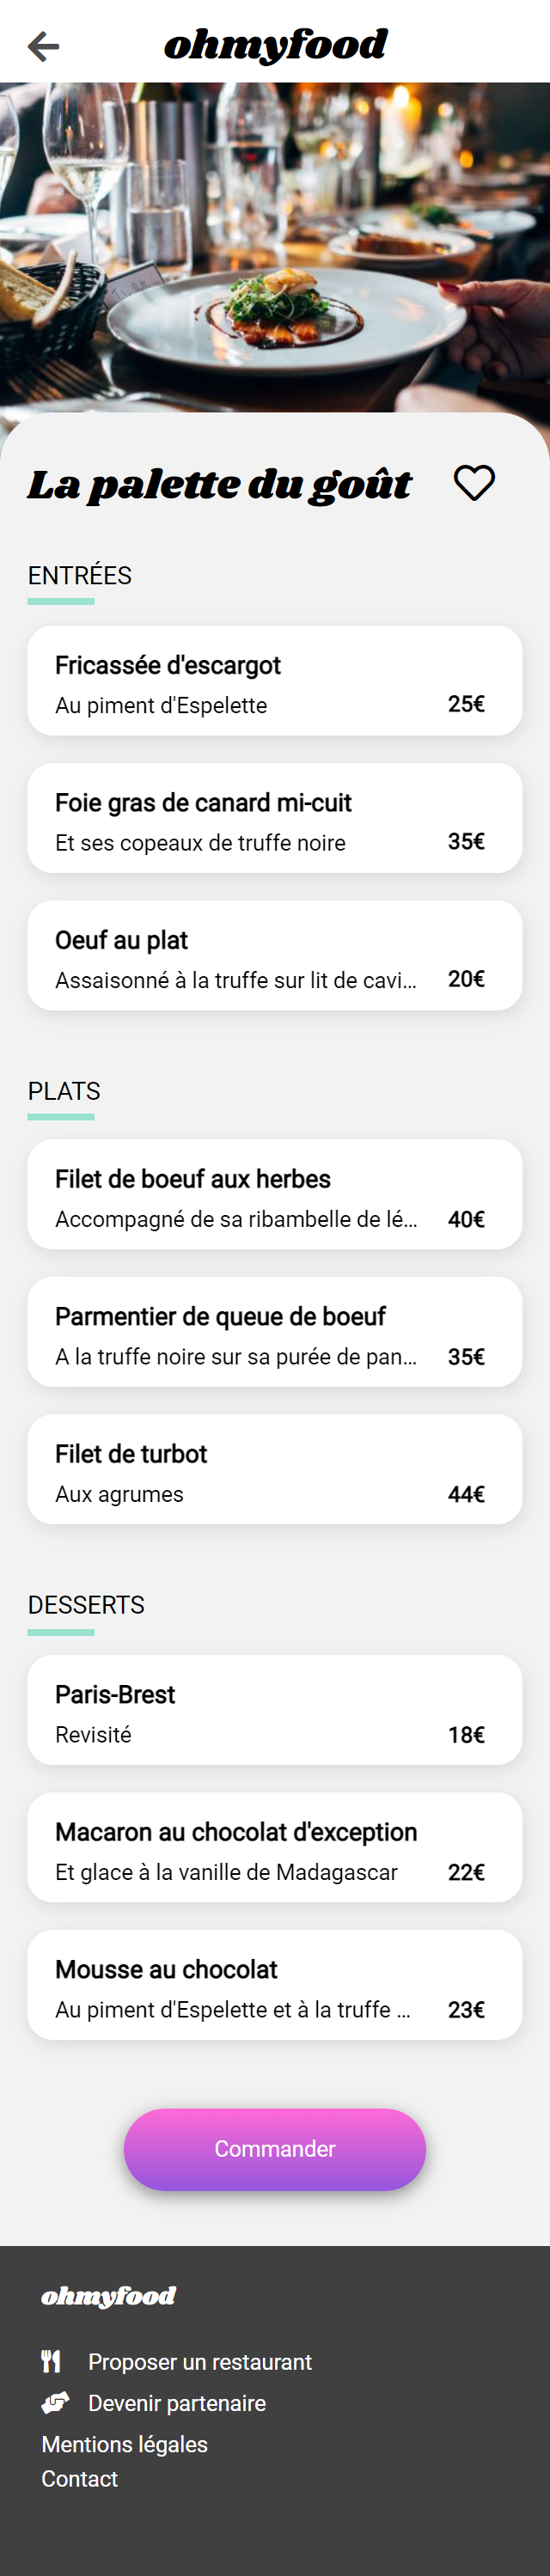 ohmyfood
La palette du goût
ENTRÉES
Fricassée d'escargot
Au piment d'Espelette 25€
Foie gras de canard mi-cuit
Et ses copeaux de truffe noire 35€
Oeuf au plat
Assaisonné à la truffe sur lit de cavi... 20€
PLATS
Filet de boeuf aux herbes
Accompagné de sa ribambelle de lé... 40€
Parmentier de queue de boeuf
A la truffe noire sur sa purée de pan... 35€
Filet de turbot
Aux agrumes 44€
DESSERTS
Paris-Brest
Revisité 18€
Macaron au chocolat d'exception
Et glace à la vanille de Madagascar 22€
Mousse au chocolat
Au piment d'Espelette et à la truffe ... 23€
Commander
ohmyfood
Proposer un restaurant
Devenir partenaire
Mentions légales
Contact